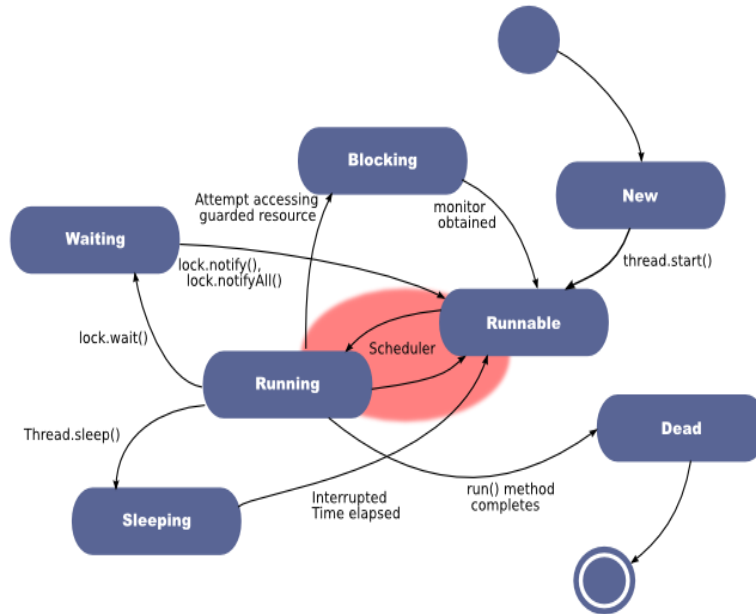 Blocking
Attempt accessing
guarded resource
monitor
obtained
New
Waiting
thread.start()
lock.notify(),
lock.notifyAll()
Runnable
lock.wait()
Scheduler
Running
Thread.sleep()
Dead
Interrupted
Time elapsed
run() method
completes
Sleeping